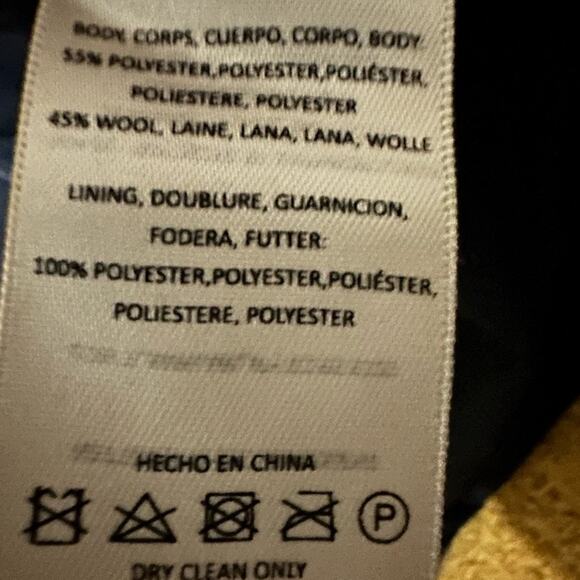 BODY, CORPS, CUERPO, CORPO, BODY:
55% POLYESTER,POLYESTER,POLIÉSTER,
POLIESTERE, POLYESTER
45% WOOL, LAINE, LANA, LANA, WOLLE
LINING, DOUBLURE, GUARNICION,
FODERA, FUTTER:
100% POLYESTER,POLYESTER,POLIÉSTER,
POLIESTERE, POLYESTER
HECHO EN CHINA
P
DRY CLEAN ONLY